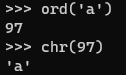 >>> ord('a')
97
>>> chr(97)
'a'